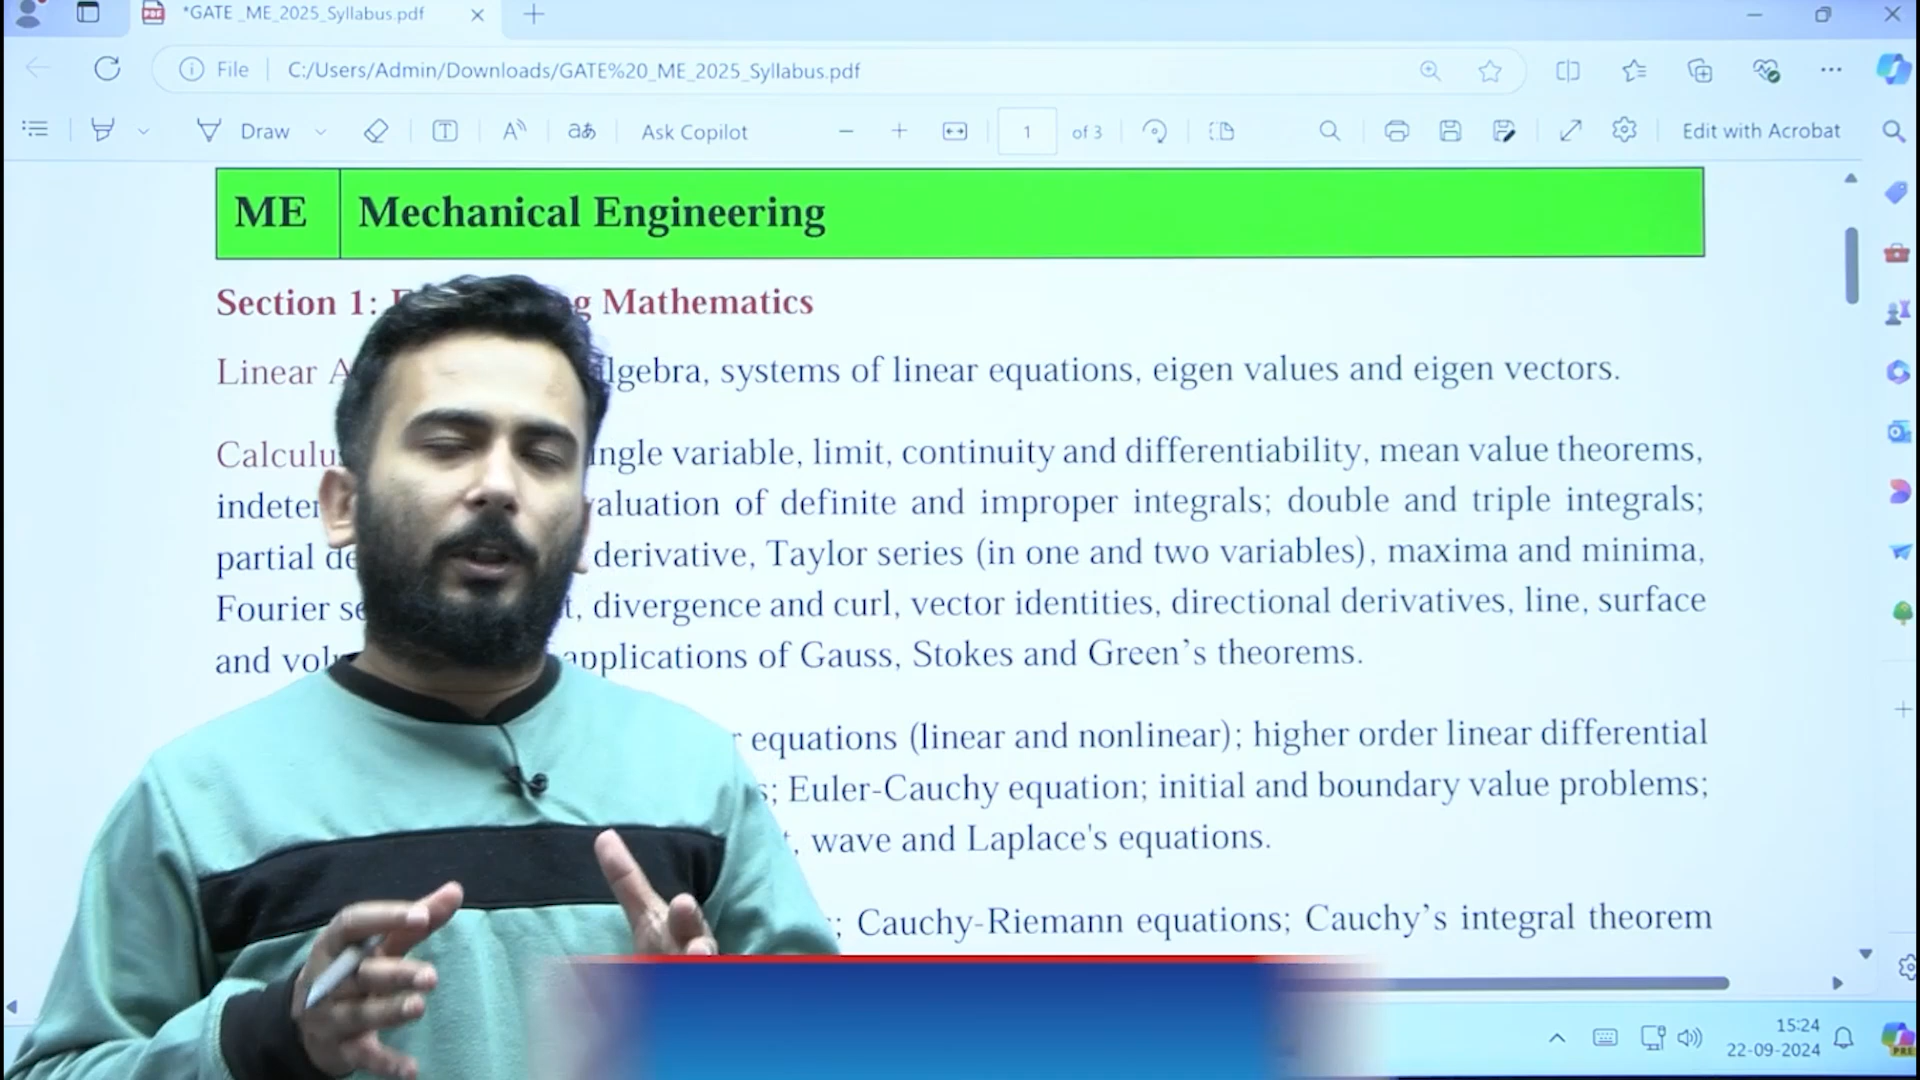 *GATE _ME_2025_Syllabus.pdf
File
C:/Users/Admin/Downloads/GATE%20_ME_2025_Syllabus.pdf
Draw
Ask Copilot
1 of 3
Edit with Acrobat
ME Mechanical Engineering
Section 1: Mathematics
Linear lgebra, systems of linear equations, eigen values and eigen vectors.
Calculu ngle variable, limit, continuity and differentiability, mean value theorems,
indeter aluation of definite and improper integrals; double and triple integrals;
partial de derivative, Taylor series (in one and two variables), maxima and minima,
Fourier se t, divergence and curl, vector identities, directional derivatives, line, surface
and vol applications of Gauss, Stokes and Green’s theorems.
equations (linear and nonlinear); higher order linear differential
s; Euler-Cauchy equation; initial and boundary value problems;
, wave and Laplace's equations.
; Cauchy-Riemann equations; Cauchy’s integral theorem
15:24
22-09-2024